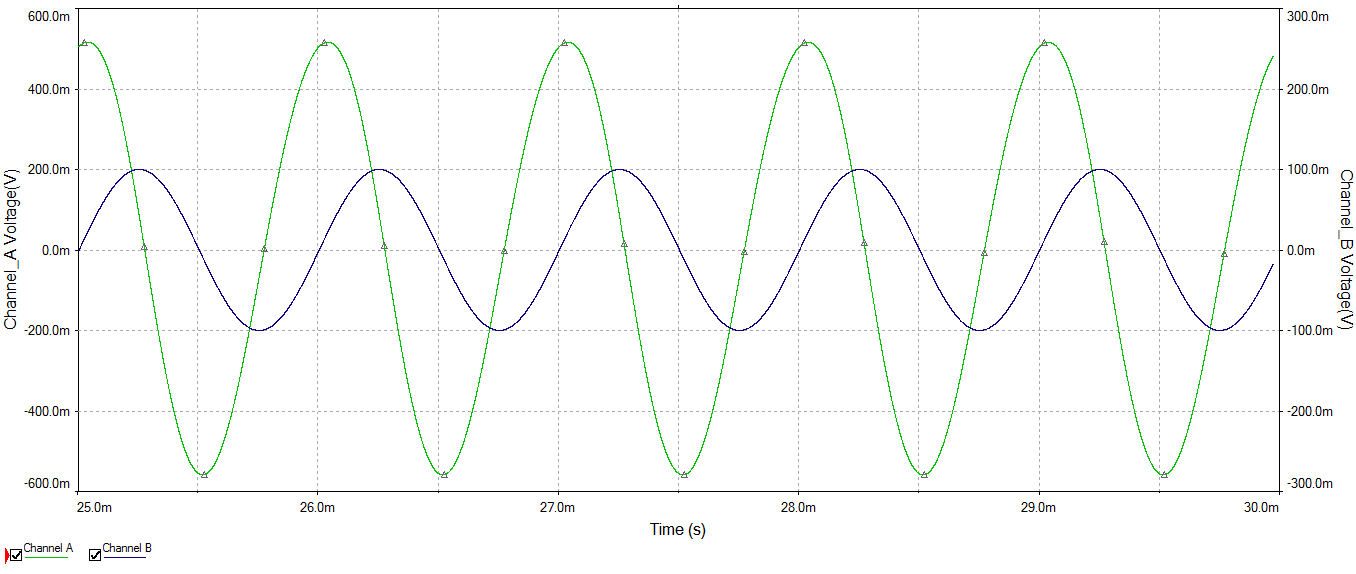 600.0m
400.0m
200.0m
0.0m
-200.0m
-400.0m
-600.0m
Channel_A Voltage(V)
300.0m
200.0m
100.0m
0.0m
-100.0m
-200.0m
-300.0m
Channel_B Voltage(V)
25.0m 26.0m 27.0m 28.0m 29.0m 30.0m
Time (s)
Channel A Channel B